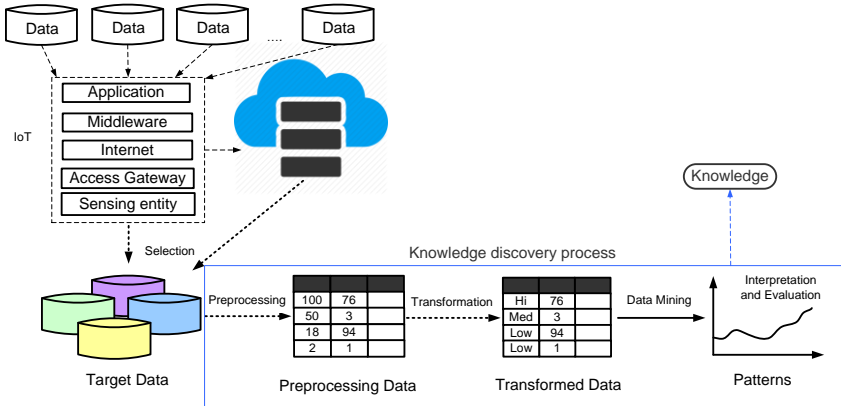 Data
Data
Data
....
Data
Application
Middleware
Internet
Access Gateway
Sensing entity
IoT
Knowledge
Selection
Knowledge discovery process
Preprocessing
100 76
50 3
18 94
2 1
Transformation
Hi 76
Med 3
Low 94
Low 1
Data Mining
Interpretation
and Evaluation
Target Data
Preprocessing Data
Transformed Data
Patterns